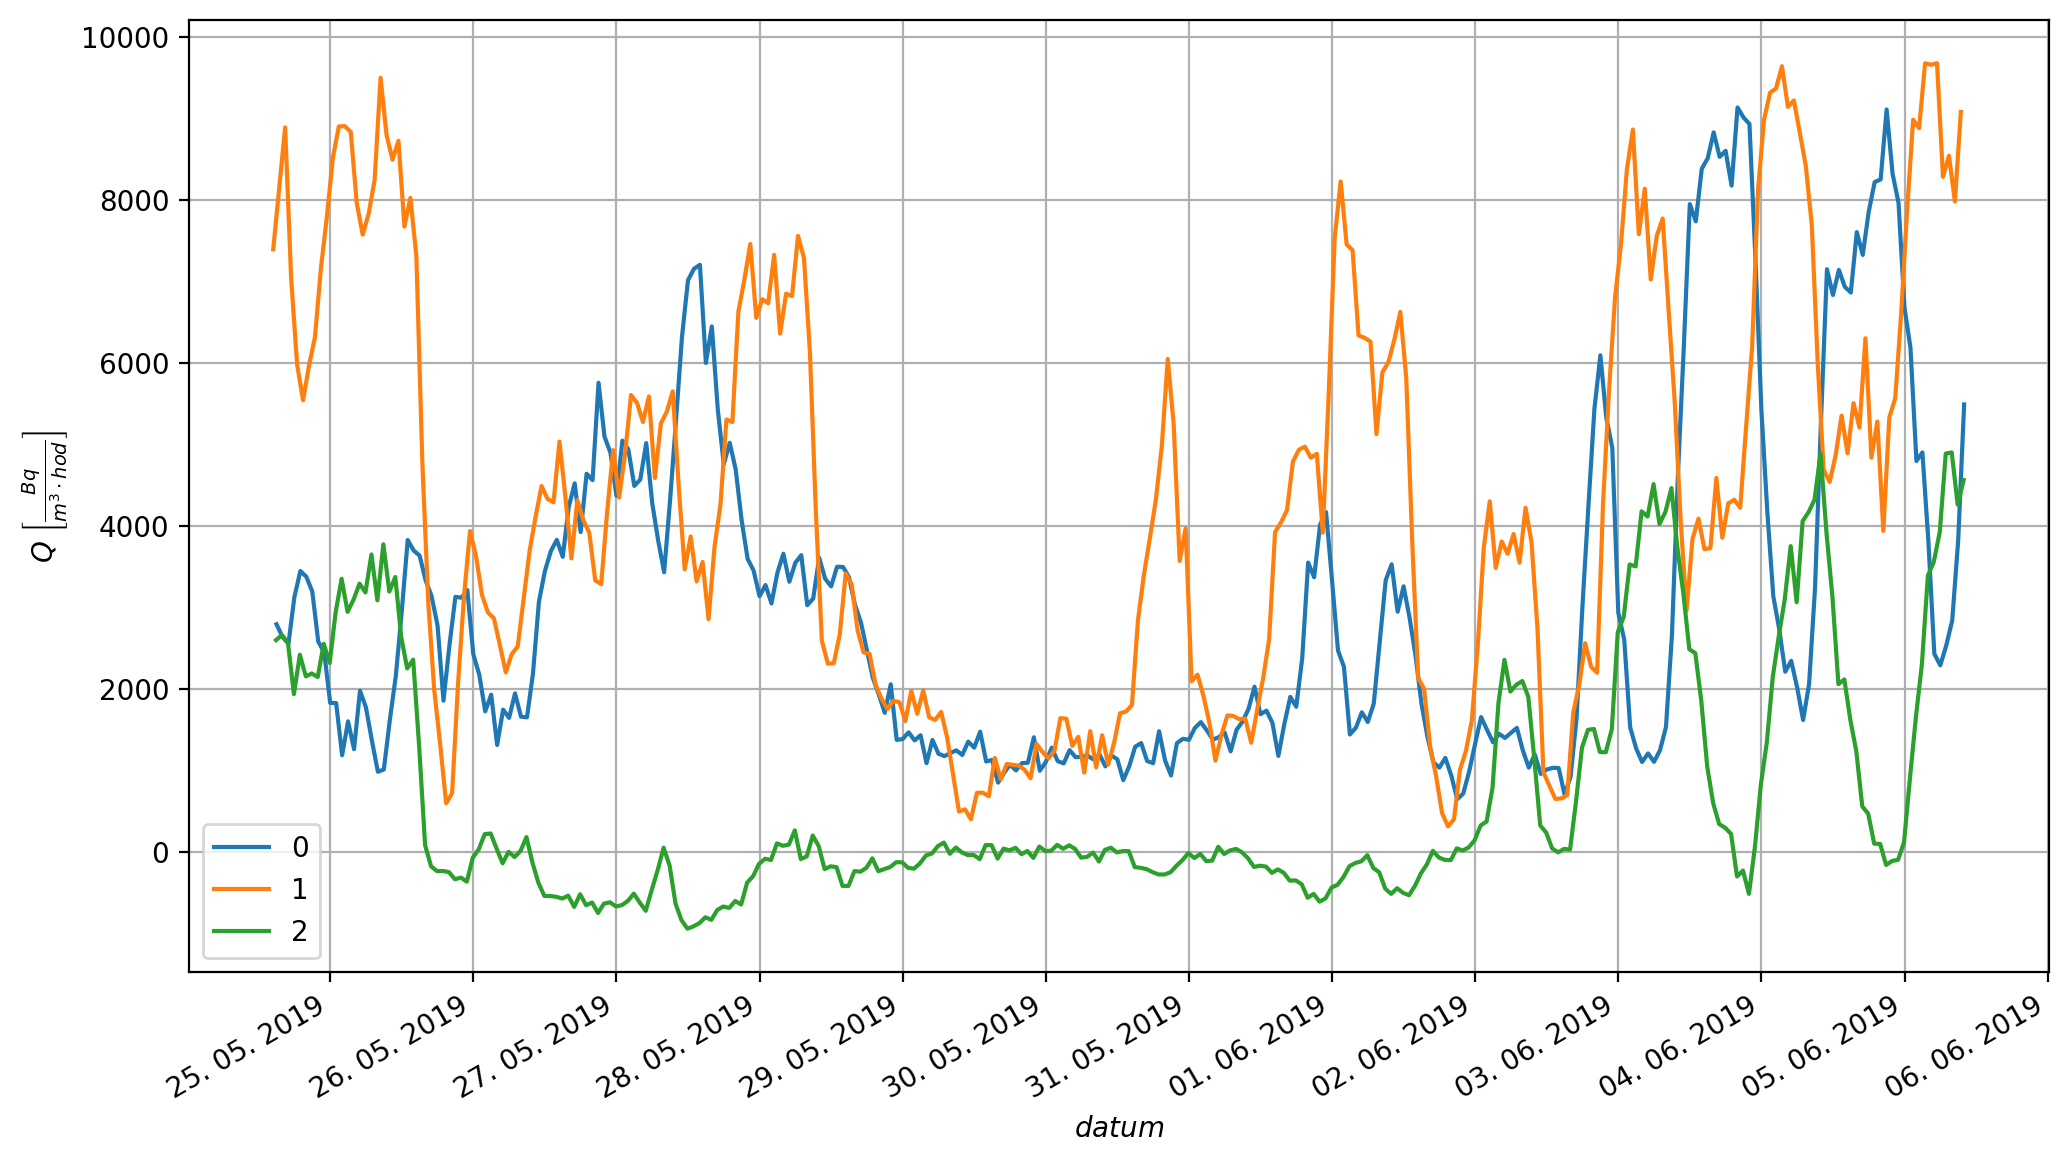 10000
8000
6000
4000
2000
0
Q [Bq / m³ · hod]
0
1
2
25. 05. 2019
26. 05. 2019
27. 05. 2019
28. 05. 2019
29. 05. 2019
30. 05. 2019
31. 05. 2019
01. 06. 2019
02. 06. 2019
03. 06. 2019
04. 06. 2019
05. 06. 2019
06. 06. 2019
datum